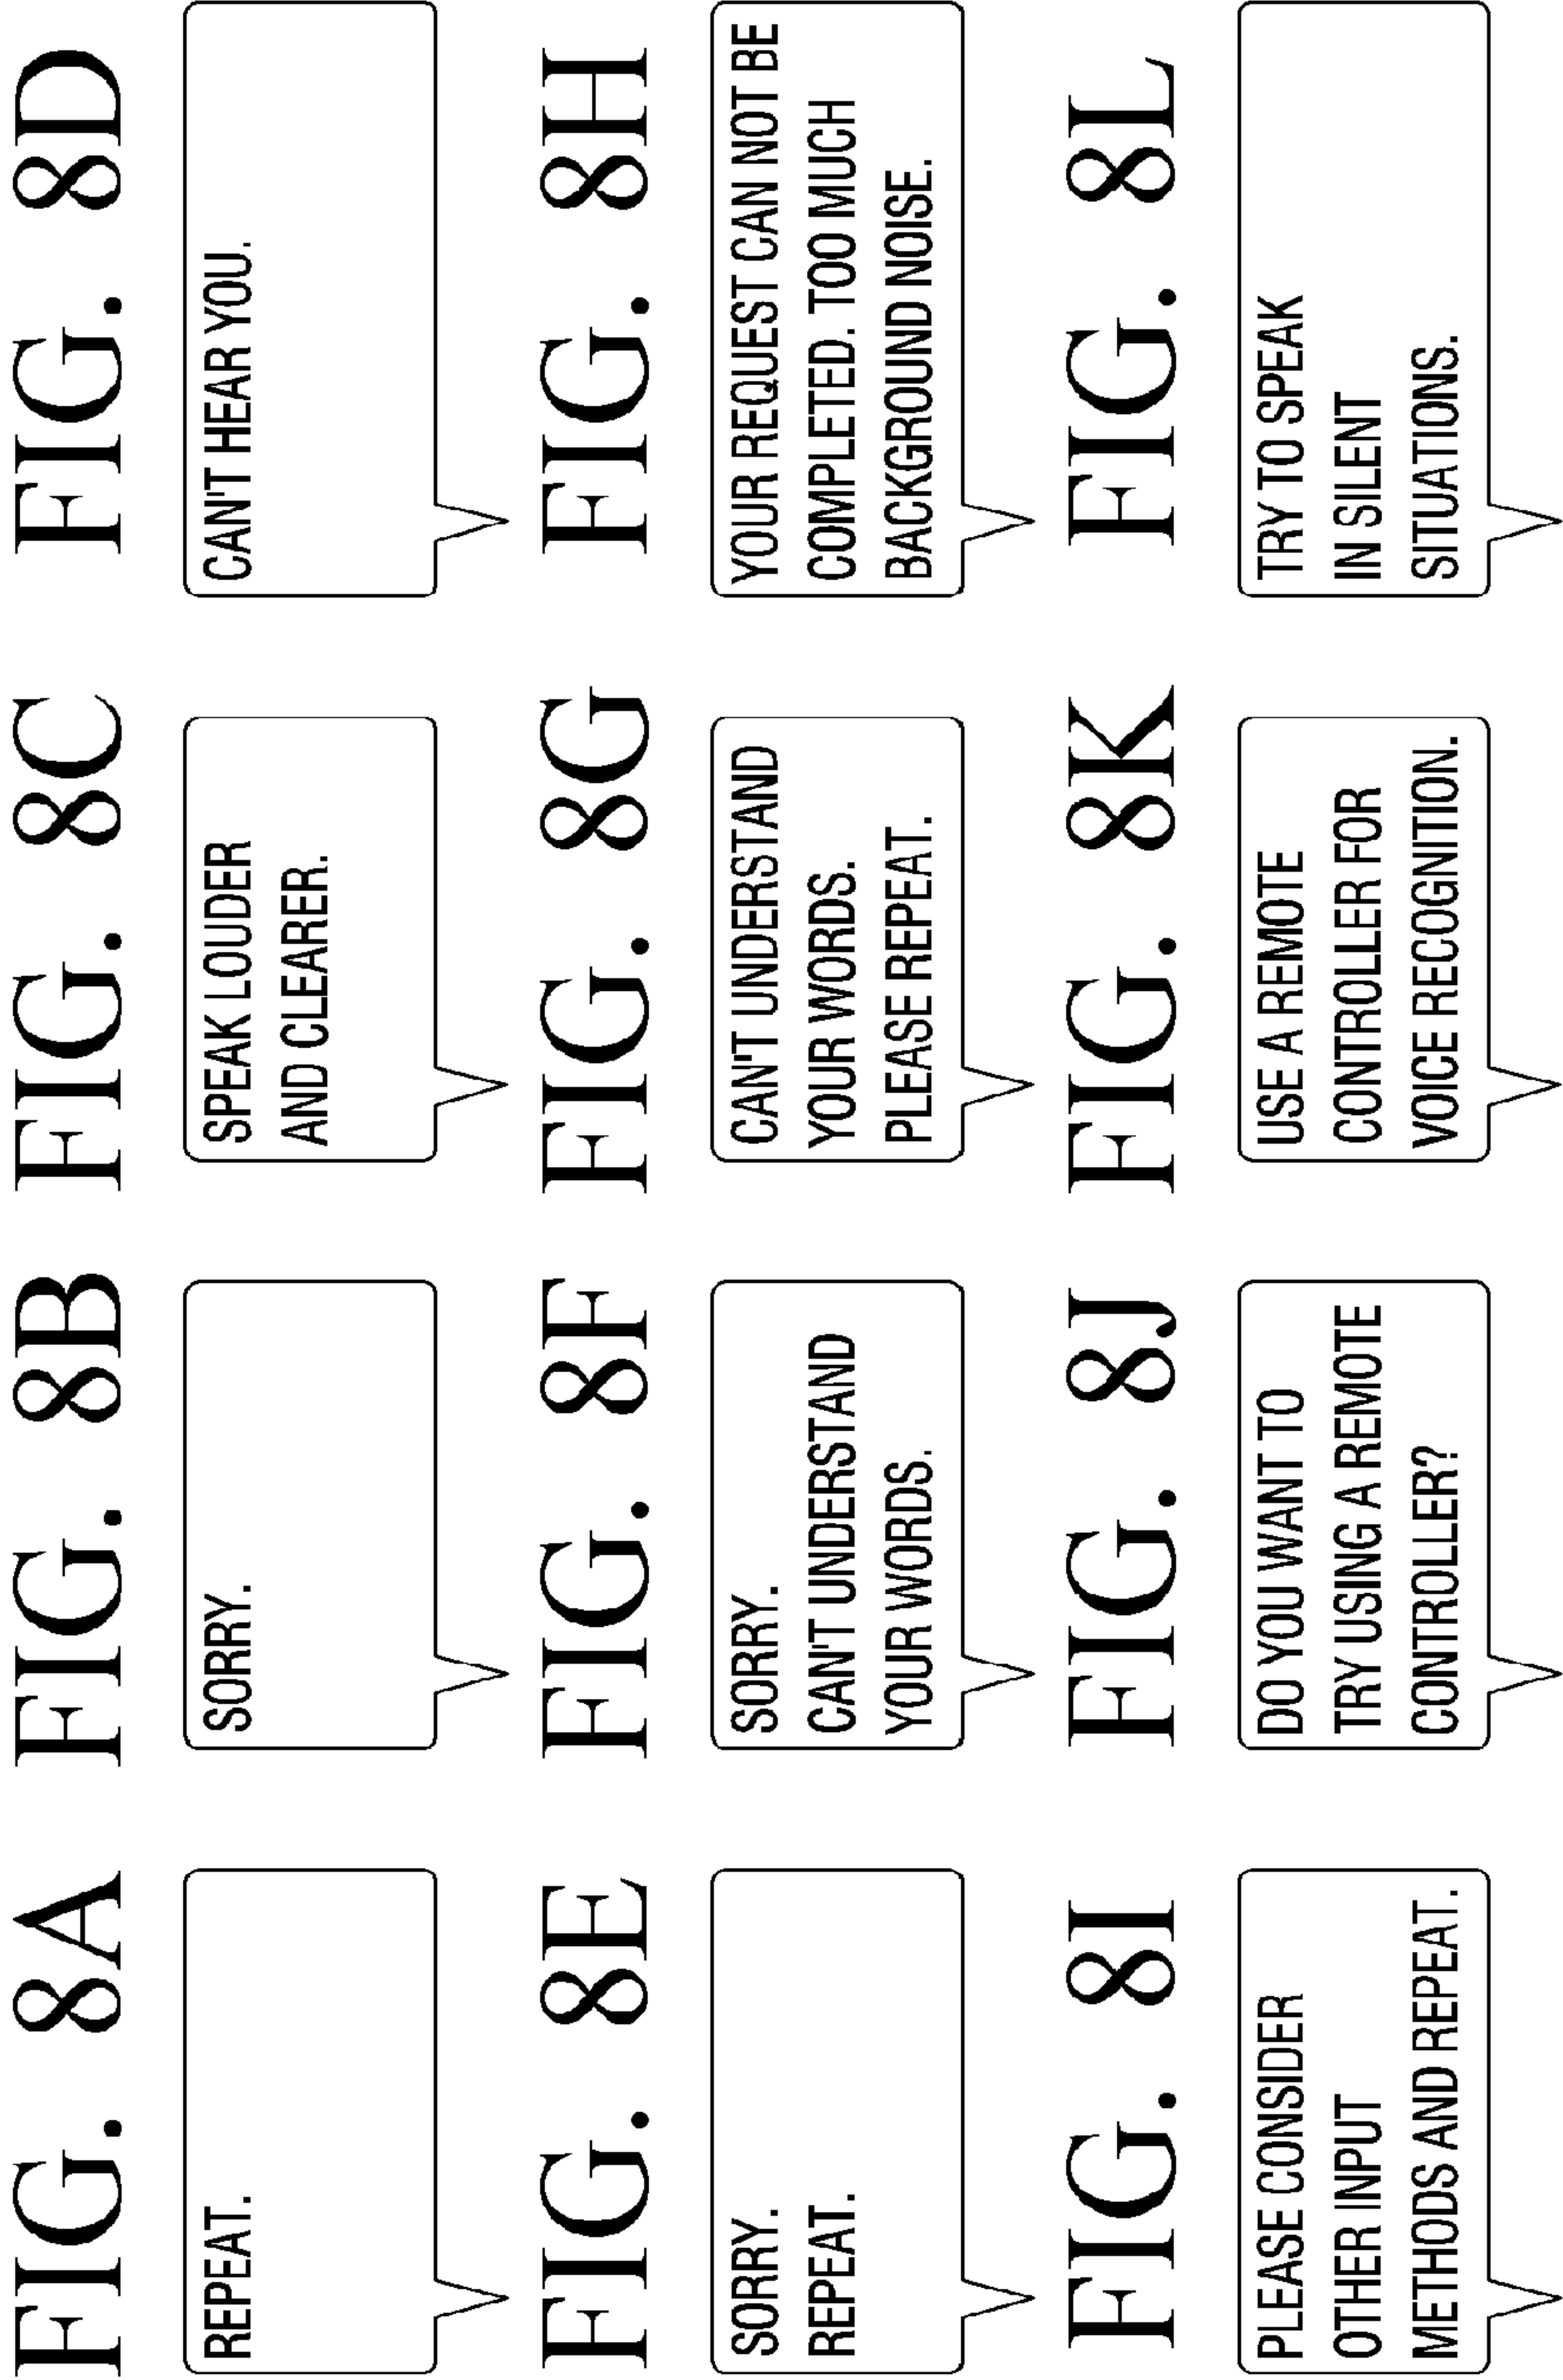 FIG. 8A
REPEAT.
FIG. 8B
SORRY.
FIG. 8C
SPEAK LOUDER
AND CLEARER.
FIG. 8D
CAN'T HEAR YOU.
FIG. 8E
SORRY.
REPEAT.
FIG. 8F
SORRY.
CAN'T UNDERSTAND
YOUR WORDS.
FIG. 8G
CAN'T UNDERSTAND
YOUR WORDS.
PLEASE REPEAT.
FIG. 8H
YOUR REQUEST CAN NOT BE
COMPLETED. TOO MUCH
BACKGROUND NOISE.
FIG. 8I
PLEASE CONSIDER
OTHER INPUT
METHODS AND REPEAT.
FIG. 8J
DO YOU WANT TO
TRY USING A REMOTE
CONTROLLER?
FIG. 8K
USE A REMOTE
CONTROLLER FOR
VOICE RECOGNITION.
FIG. 8L
TRY TO SPEAK
IN SILENT
SITUATIONS.